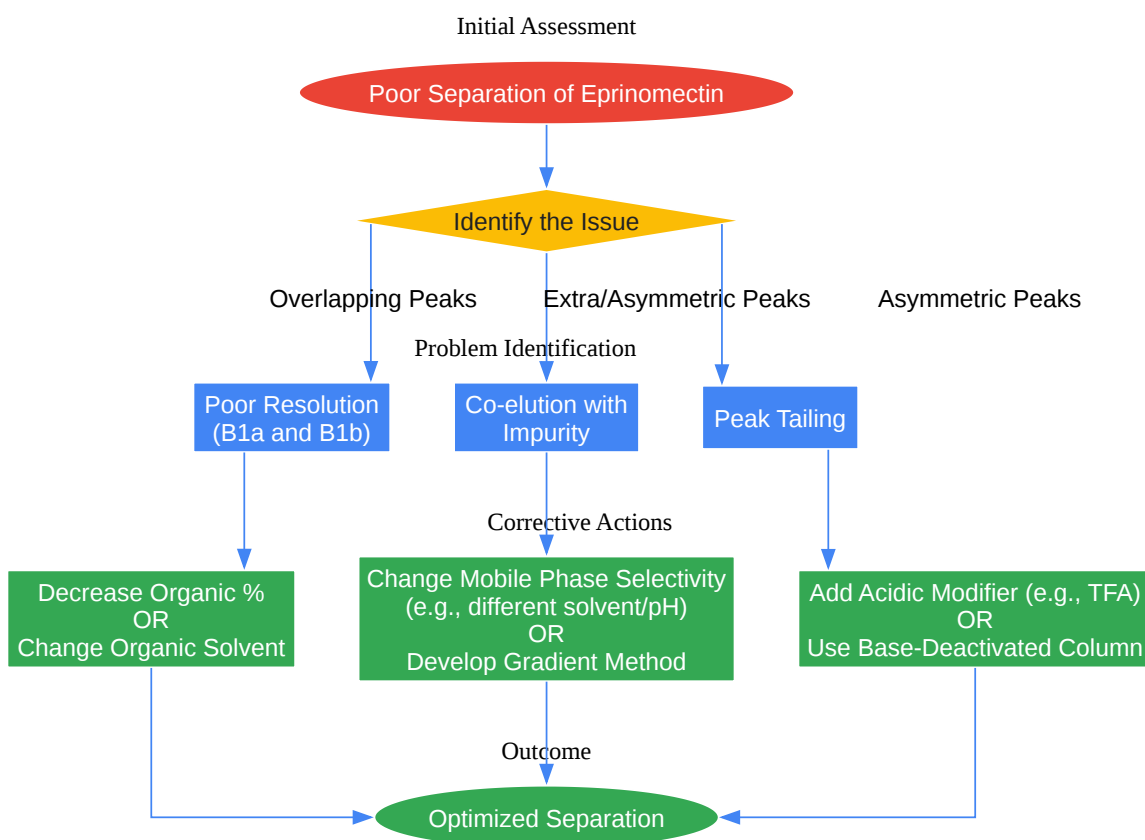 Initial Assessment
Poor Separation of Eprinomectin
Identify the Issue
Overlapping Peaks
Extra/Asymmetric Peaks
Asymmetric Peaks
Problem Identification
Poor Resolution
(B1a and B1b)
Co-elution with
Impurity
Peak Tailing
Corrective Actions
Decrease Organic %
OR
Change Organic Solvent
Change Mobile Phase Selectivity
(e.g., different solvent/pH)
OR
Develop Gradient Method
Add Acidic Modifier (e.g., TFA)
OR
Use Base-Deactivated Column
Outcome
Optimized Separation